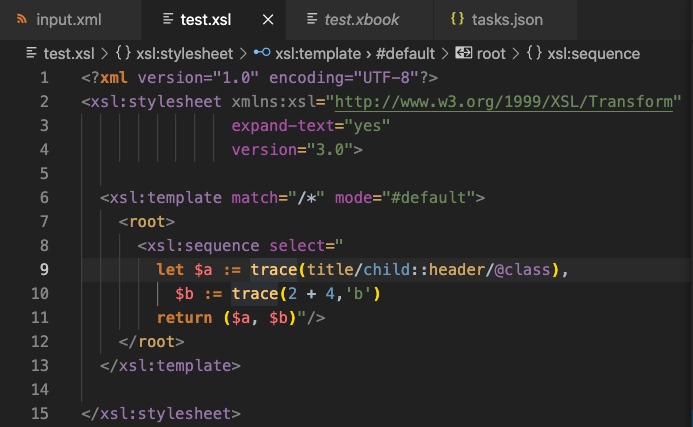 input.xml test.xsl × test.xbook {} tasks.json
test.xsl > {} xsl:stylesheet > xsl:template › #default > root > {} xsl:sequence
1 <?xml version="1.0" encoding="UTF-8"?>
2 <xsl:stylesheet xmlns:xsl="http://www.w3.org/1999/XSL/Transform"
3 expand-text="yes"
4 version="3.0">
5
6 <xsl:template match="/*" mode="#default">
7 <root>
8 <xsl:sequence select="
9 let $a := trace(title/child::header/@class),
10 $b := trace(2 + 4,'b')
11 return ($a, $b)"/>
12 </root>
13 </xsl:template>
14
15 </xsl:stylesheet>